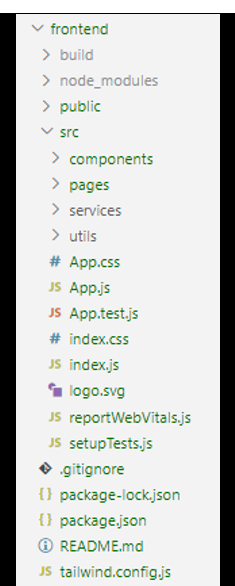 frontend
build
node_modules
public
src
components
pages
services
utils
# App.css
JS App.js
JS App.test.js
# index.css
JS index.js
logo.svg
JS reportWebVitals.js
JS setupTests.js
.gitignore
{} package-lock.json
{} package.json
README.md
JS tailwind.config.js